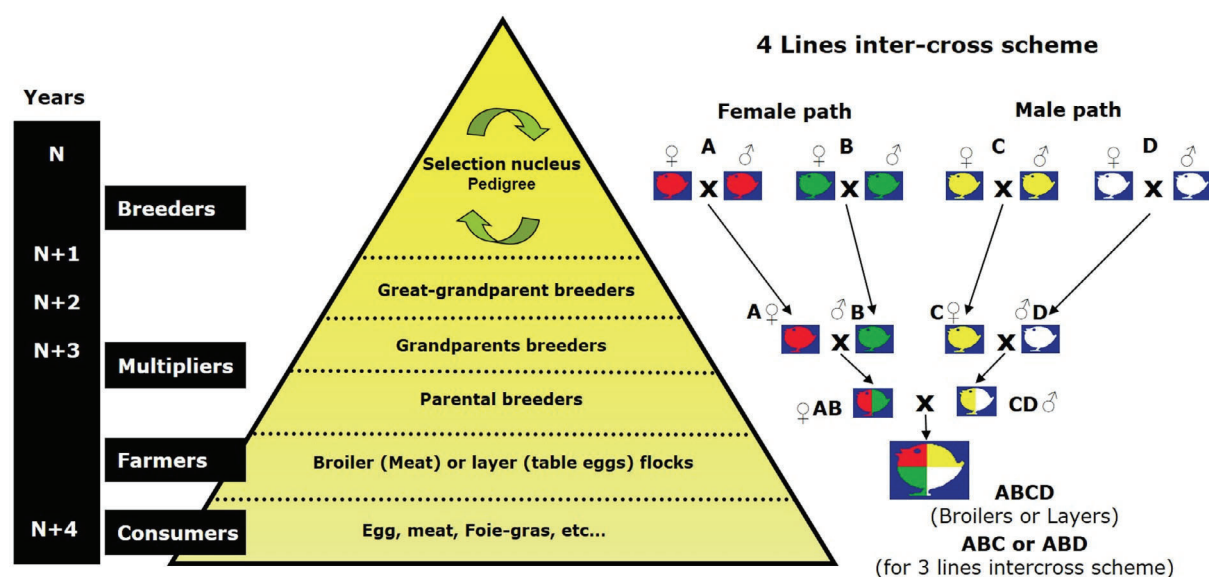 Years
N
N+1
N+2
N+3
N+4
Breeders
Multipliers
Farmers
Consumers
Selection nucleus
Pedigree
Great-grandparent breeders
Grandparents breeders
Parental breeders
Broiler (Meat) or layer (table eggs) flocks
Egg, meat, Foie-gras, etc...
4 Lines inter-cross scheme
Female path Male path
♀ A ♂ ♀ B ♂ ♀ C ♂ ♀ D ♂
X X X X
A♀ ♂B C♀ ♂D
X X
♀AB X CD♂
ABCD
(Broilers or Layers)
ABC or ABD
(for 3 lines intercross scheme)